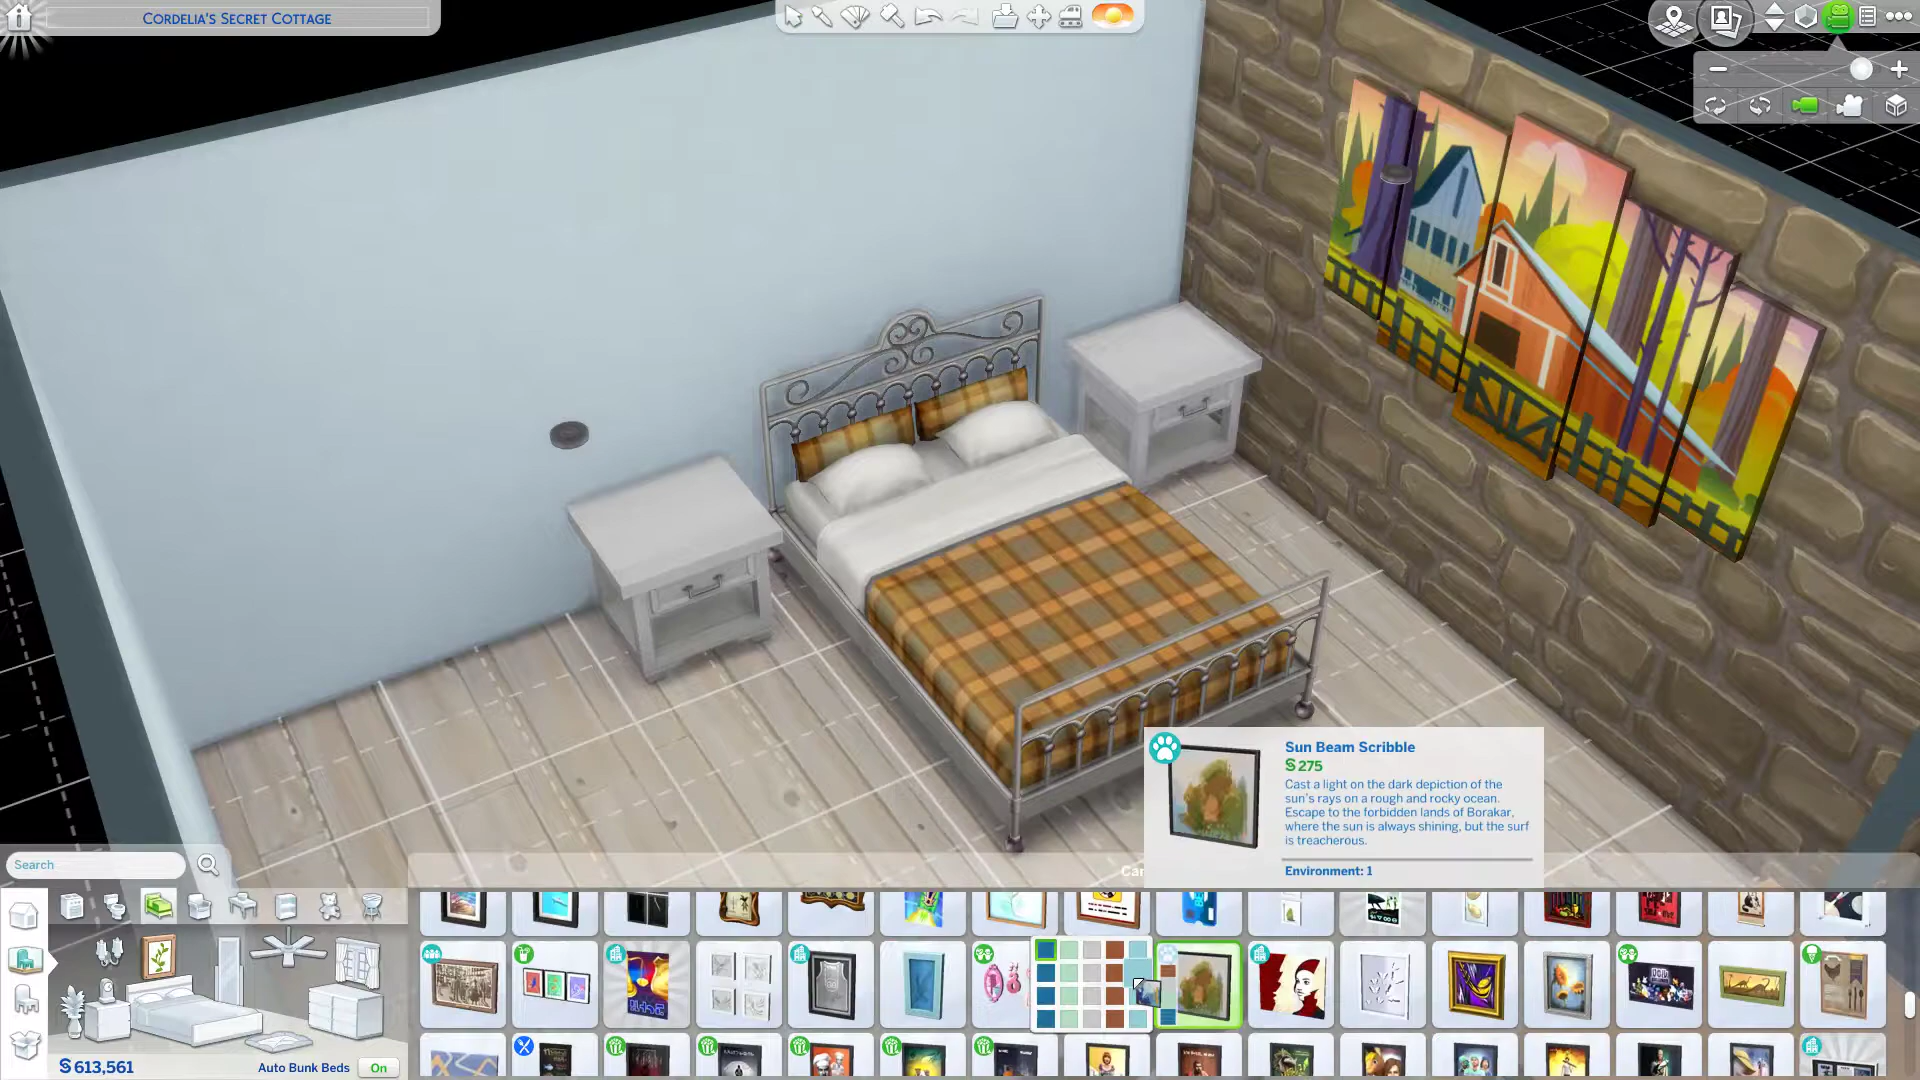 Cordelia's Secret Cottage
Sun Beam Scribble
§275
Cast a light on the dark depiction of the
sun's rays on a rough and rocky ocean.
Escape to the forbidden lands of Borakar,
where the sun is always shining, but the surf
is treacherous.
Environment: 1
Search
§613,561
Auto Bunk Beds
On